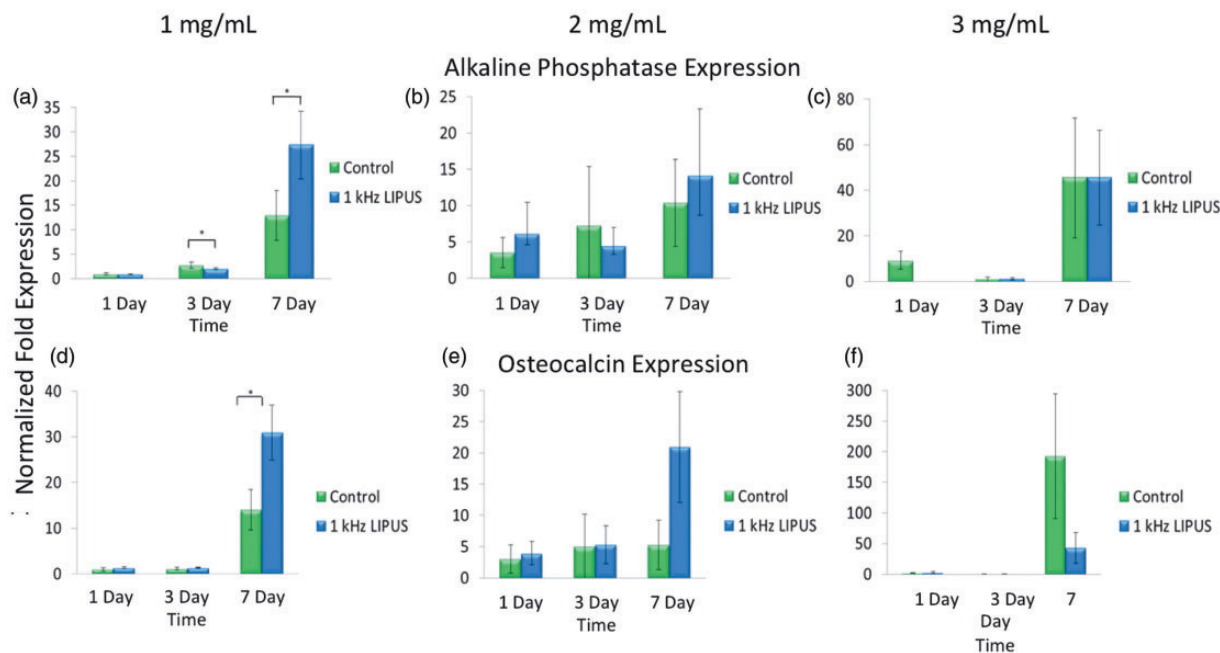 1 mg/mL
2 mg/mL
3 mg/mL
Alkaline Phosphatase Expression
: Normalized Fold Expression
(a)
35
30
25
20
15
10
5
0
*
*
Control
1 kHz LIPUS
1 Day
3 Day
7 Day
Time
(b)
25
20
15
10
5
0
Control
1 kHz LIPUS
1 Day
3 Day
7 Day
Time
(c)
80
60
40
20
0
Control
1 kHz LIPUS
1 Day
3 Day
7 Day
Time
Osteocalcin Expression
(d)
40
30
20
10
0
*
Control
1 kHz LIPUS
1 Day
3 Day
7 Day
Time
(e)
30
25
20
15
10
5
0
Control
1 kHz LIPUS
1 Day
3 Day
7 Day
Time
(f)
300
250
200
150
100
50
0
Control
1 kHz LIPUS
1 Day
3 Day
7
Day
Time